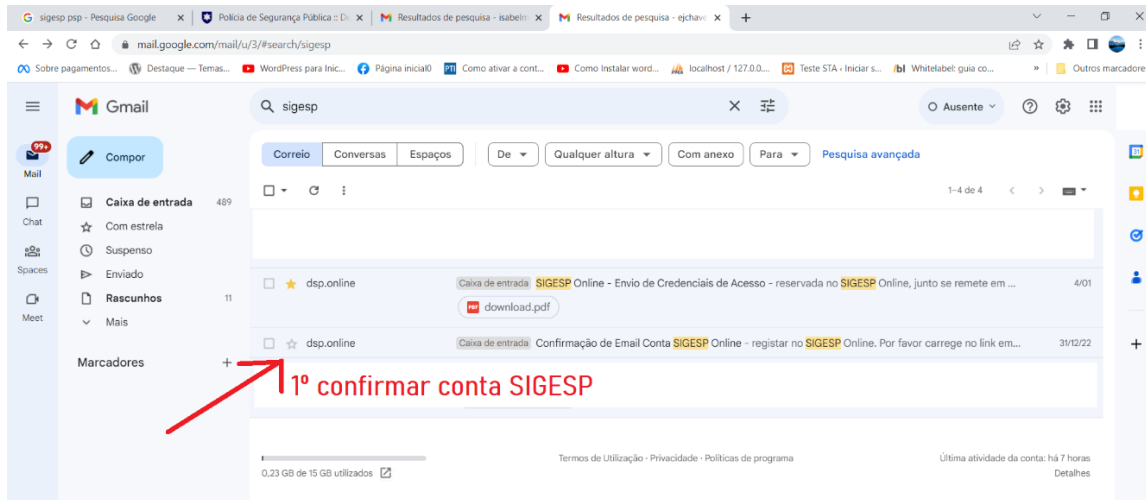 sigesp psp - Pesquisa Google
Polícia de Segurança Pública :: D
Resultados de pesquisa - isabelm
Resultados de pesquisa - ejchave
mail.google.com/mail/u/3/#search/sigesp
Sobre pagamentos...
Destaque — Temas...
WordPress para Inic...
Página inicial0
PTI
Como ativar a cont...
Como Instalar word...
localhost / 127.0.0....
Teste STA ‹ Iniciar s...
/bl
Whitelabel: guia co...
»
Outros marcadore
Gmail
sigesp
Ausente
99+
Mail
Chat
Spaces
Meet
Compor
Caixa de entrada 489
Com estrela
Suspenso
Enviado
Rascunhos 11
Mais
Marcadores
Correio
Conversas
Espaços
De
Qualquer altura
Com anexo
Para
Pesquisa avançada
1–4 de 4
31
dsp.online Caixa de entrada SIGESP Online - Envio de Credenciais de Acesso - reservada no SIGESP Online, junto se remete em ... 4/01
PDF download.pdf
dsp.online Caixa de entrada Confirmação de Email Conta SIGESP Online - registar no SIGESP Online. Por favor carregue no link em... 31/12/22
1º confirmar conta SIGESP
0,23 GB de 15 GB utilizados
Termos de Utilização · Privacidade · Políticas de programa
Última atividade da conta: há 7 horas
Detalhes